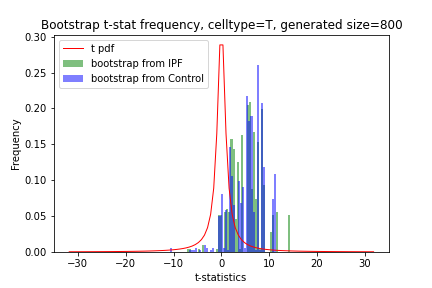 Bootstrap t-stat frequency, celltype=T, generated size=800
t pdf
bootstrap from IPF
bootstrap from Control
Frequency
0.30
0.25
0.20
0.15
0.10
0.05
0.00
−30 −20 −10 0 10 20 30
t-statistics